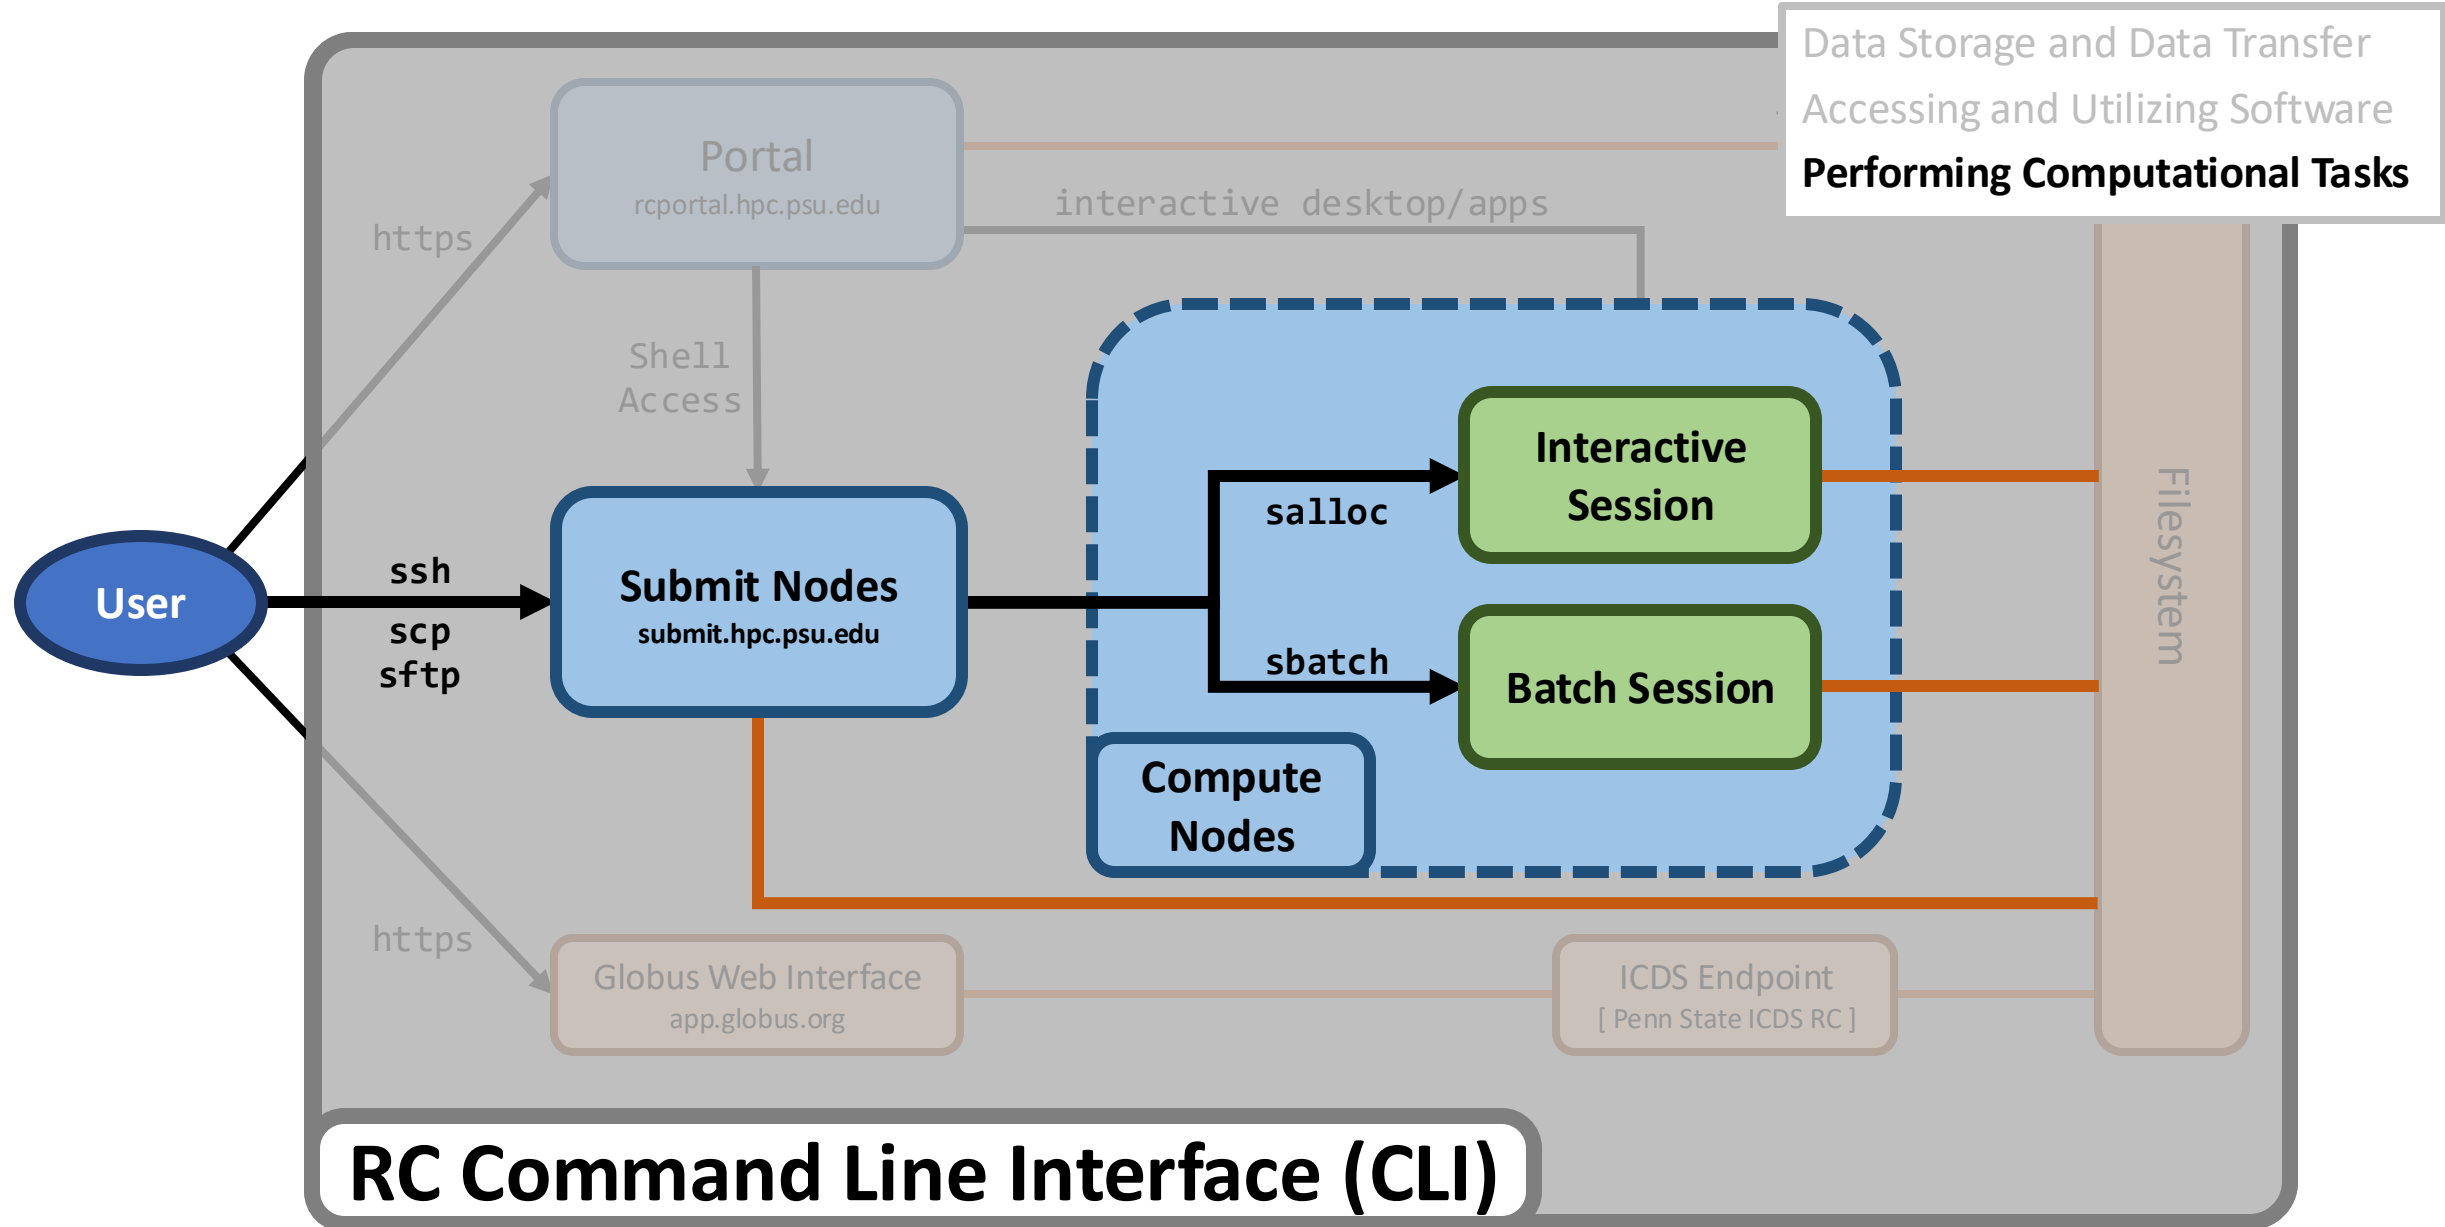 Data Storage and Data Transfer
Accessing and Utilizing Software
Performing Computational Tasks
Portal
rcportal.hpc.psu.edu
interactive desktop/apps
https
Shell
Access
Interactive
Session
salloc
Filesystem
User
ssh
scp
sftp
Submit Nodes
submit.hpc.psu.edu
sbatch
Batch Session
Compute
Nodes
https
Globus Web Interface
app.globus.org
ICDS Endpoint
[ Penn State ICDS RC ]
RC Command Line Interface (CLI)